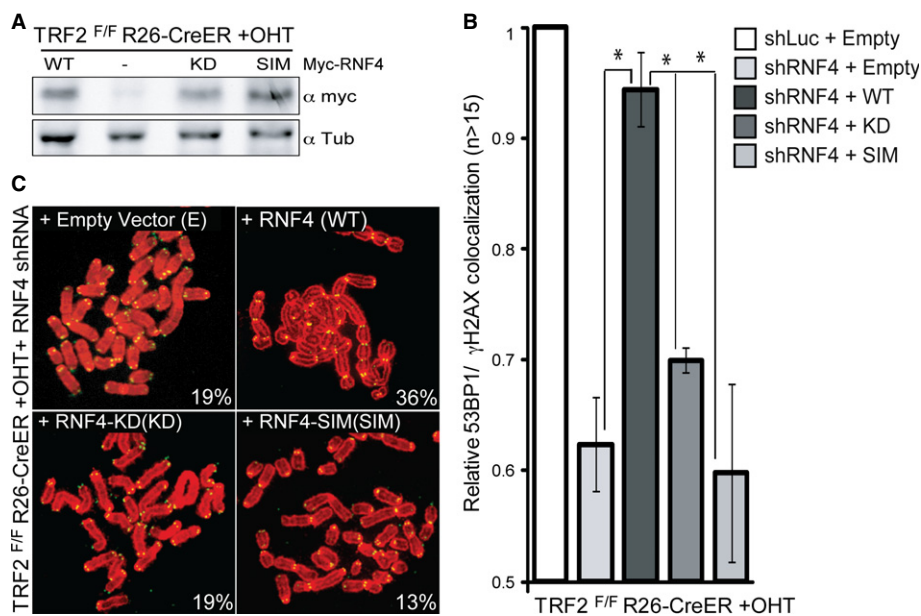 A
TRF2 F/F R26-CreER +OHT
WT - KD SIM Myc-RNF4
α myc
α Tub
B
Relative 53BP1/ γH2AX colocalization (n>15)
1
0.9
0.8
0.7
0.6
0.5
* * *
TRF2 F/F R26-CreER +OHT
shLuc + Empty
shRNF4 + Empty
shRNF4 + WT
shRNF4 + KD
shRNF4 + SIM
C
TRF2 F/F R26-CreER +OHT+ RNF4 shRNA
+ Empty Vector (E)
19%
+ RNF4 (WT)
36%
+ RNF4-KD(KD)
19%
+ RNF4-SIM(SIM)
13%